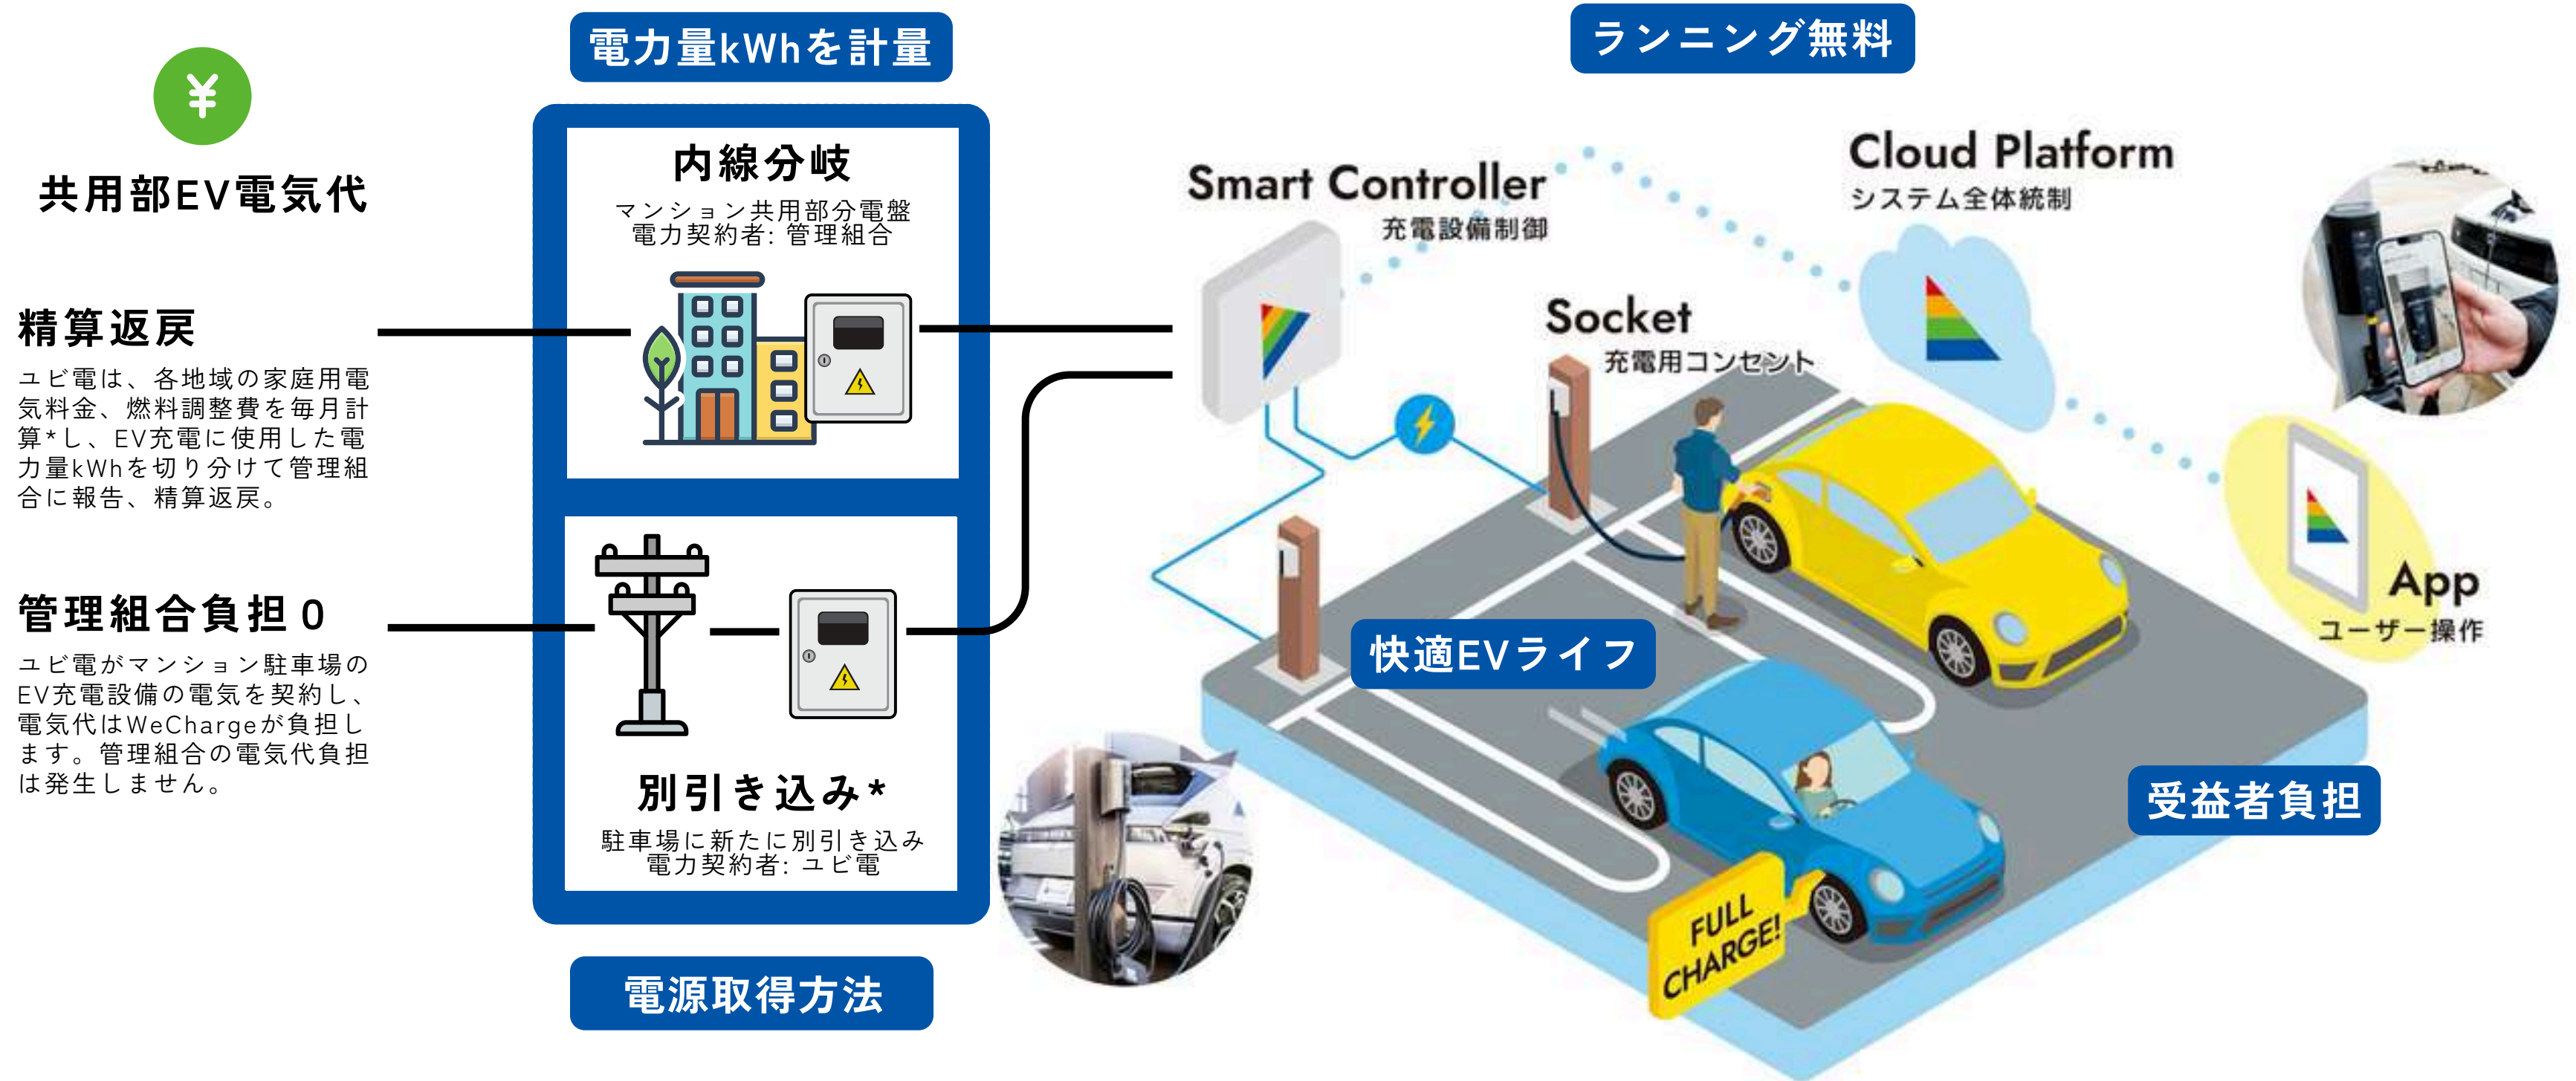 ¥
共用部EV電気代
精算返戻
ユビ電は、各地域の家庭用電
気料金、燃料調整費を毎月計
算*し、EV充電に使用した電
力量kWhを切り分けて管理組
合に報告、精算返戻。
管理組合負担０
ユビ電がマンション駐車場の
EV充電設備の電気を契約し、
電気代はWeChargeが負担し
ます。管理組合の電気代負担
は発生しません。
電力量kWhを計量
内線分岐
マンション共用部分電盤
電力契約者: 管理組合
別引き込み*
駐車場に新たに別引き込み
電力契約者: ユビ電
電源取得方法
ランニング無料
Smart Controller
充電設備制御
Cloud Platform
システム全体統制
Socket
充電用コンセント
App
ユーザー操作
快適EVライフ
受益者負担
FULL
CHARGE!